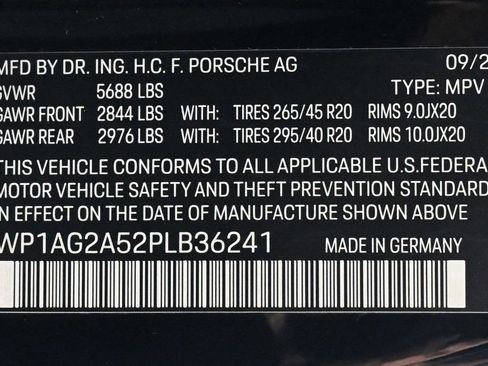 MFD BY DR. ING. H.C. F. PORSCHE AG 09/2
GVWR 5688 LBS TYPE: MPV
GAWR FRONT 2844 LBS WITH: TIRES 265/45 R20 RIMS 9.0JX20
GAWR REAR 2976 LBS WITH: TIRES 295/40 R20 RIMS 10.0JX20
THIS VEHICLE CONFORMS TO ALL APPLICABLE U.S.FEDERA
MOTOR VEHICLE SAFETY AND THEFT PREVENTION STANDARD
IN EFFECT ON THE DATE OF MANUFACTURE SHOWN ABOVE
WP1AG2A52PLB36241 MADE IN GERMANY